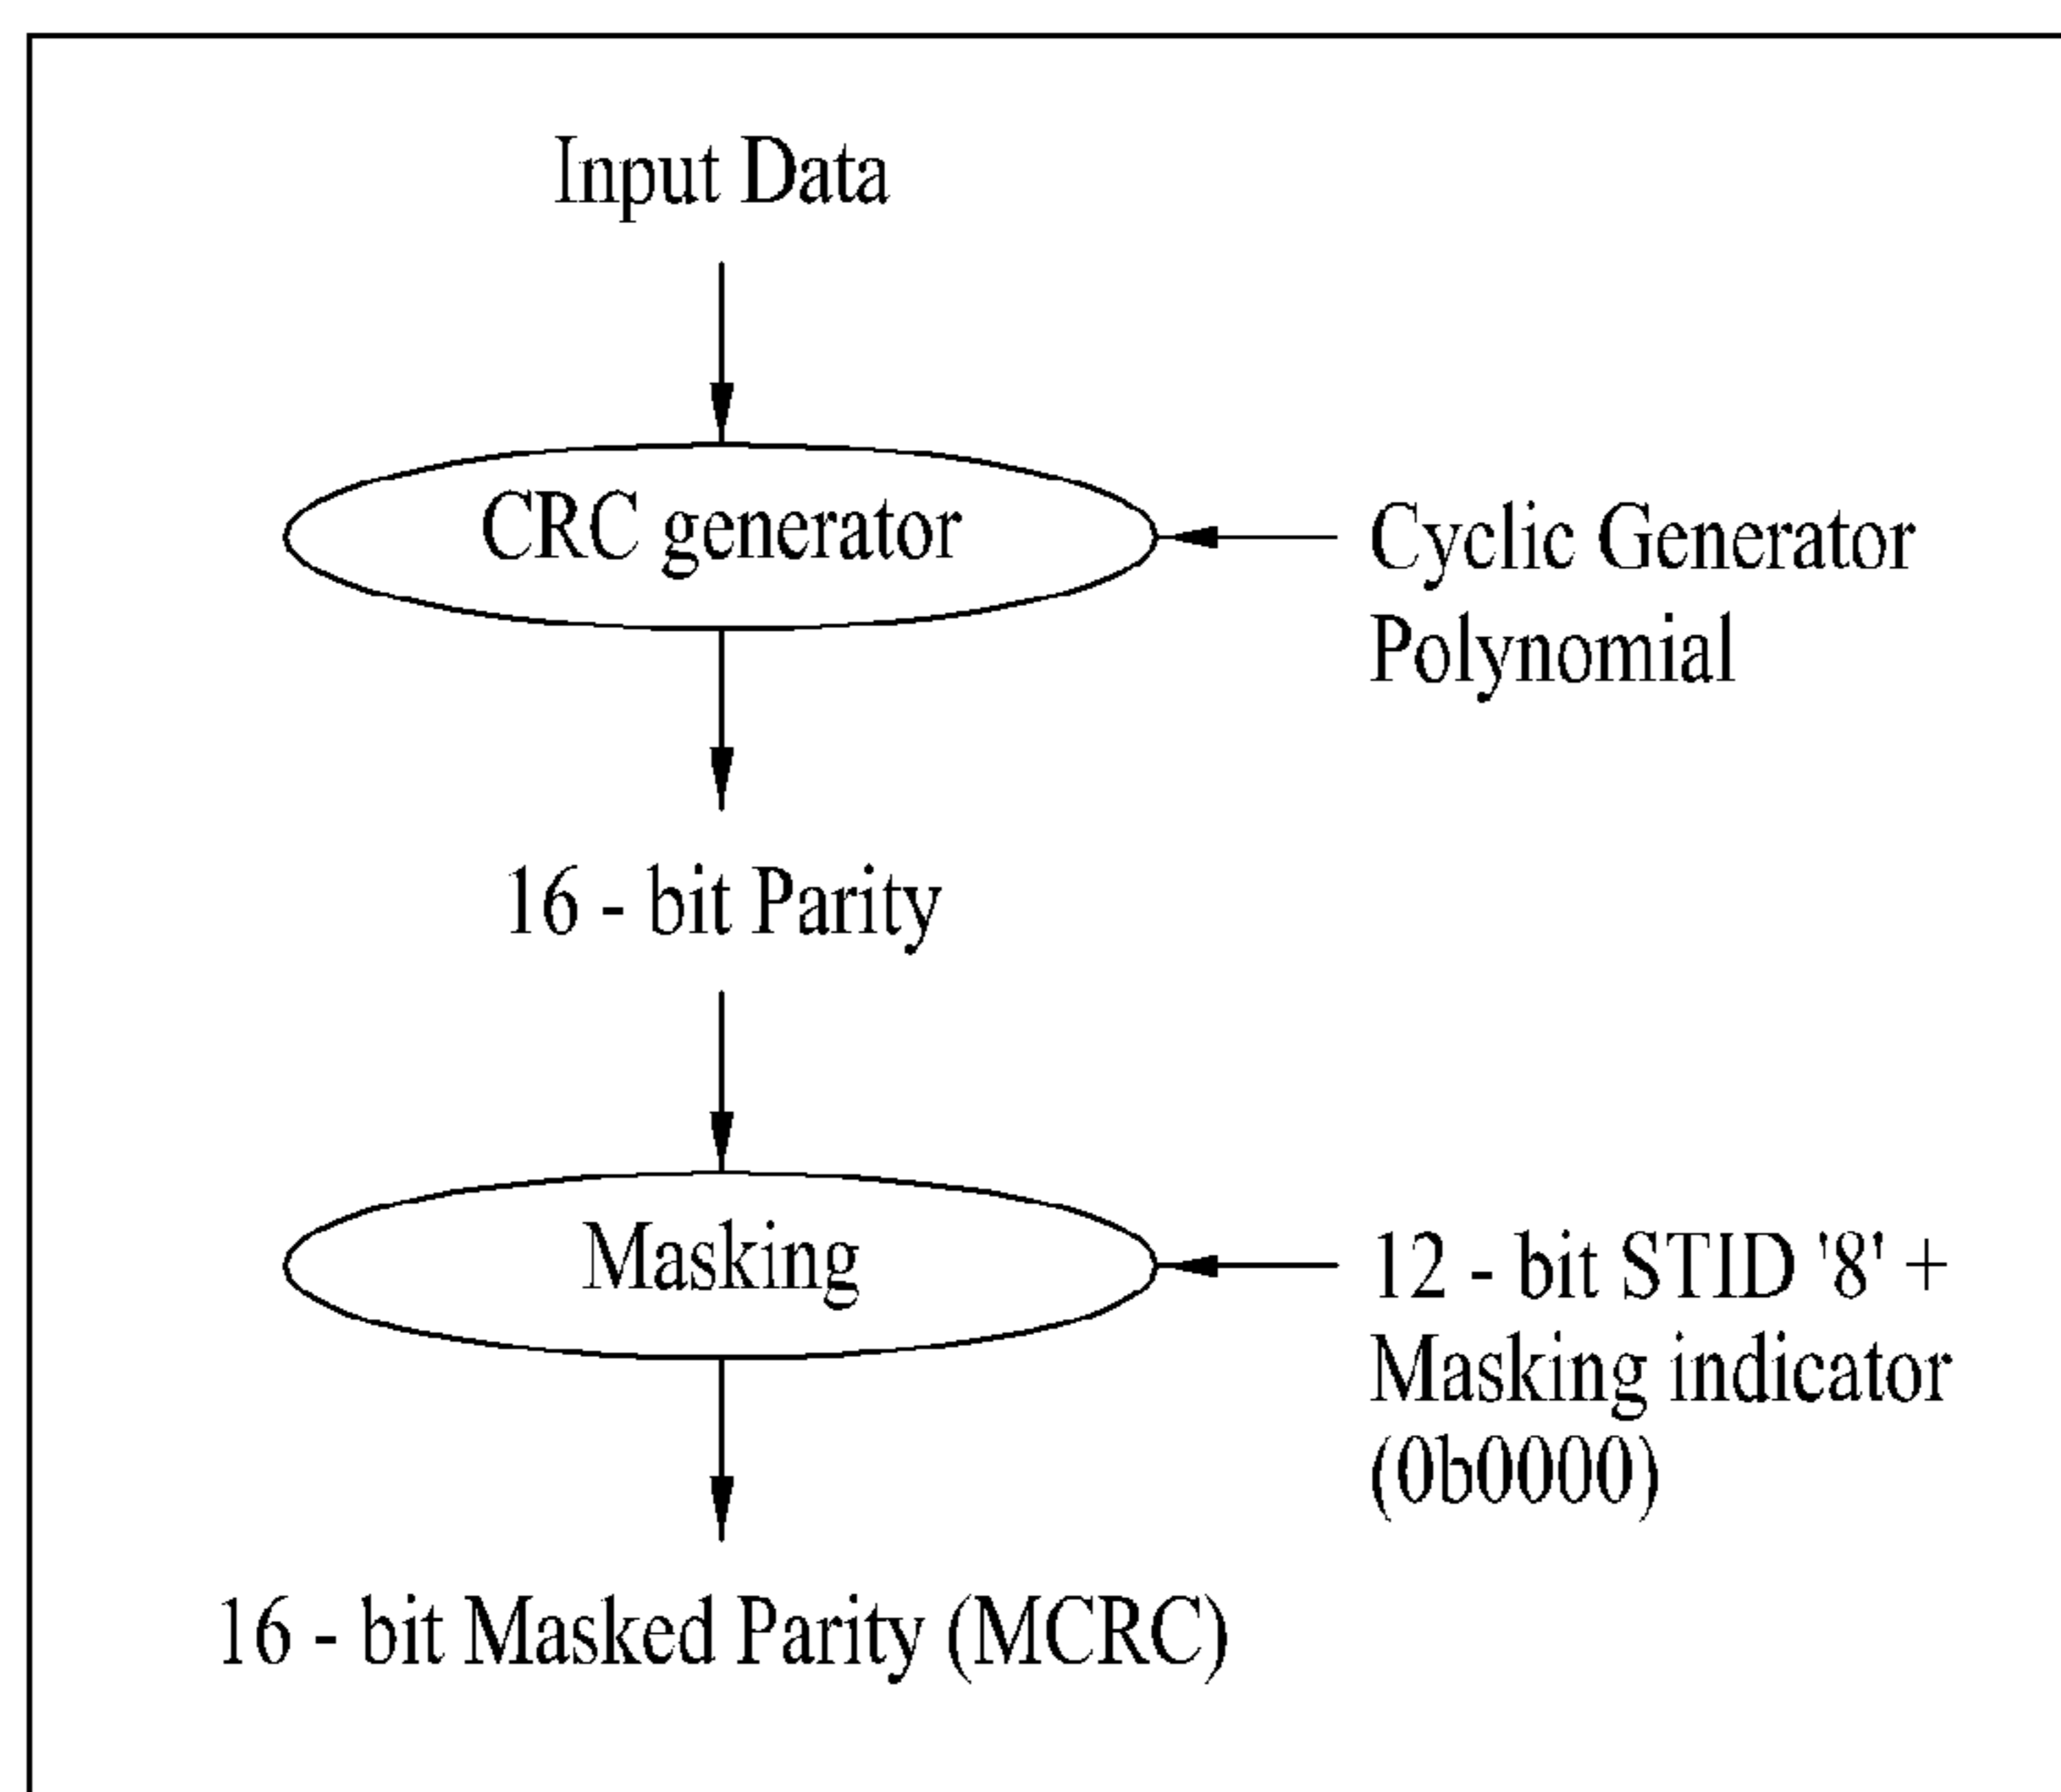 Input Data
CRC generator
Cyclic Generator
Polynomial
16 - bit Parity
Masking
12 - bit STID '8' +
Masking indicator
(0b0000)
16 - bit Masked Parity (MCRC)